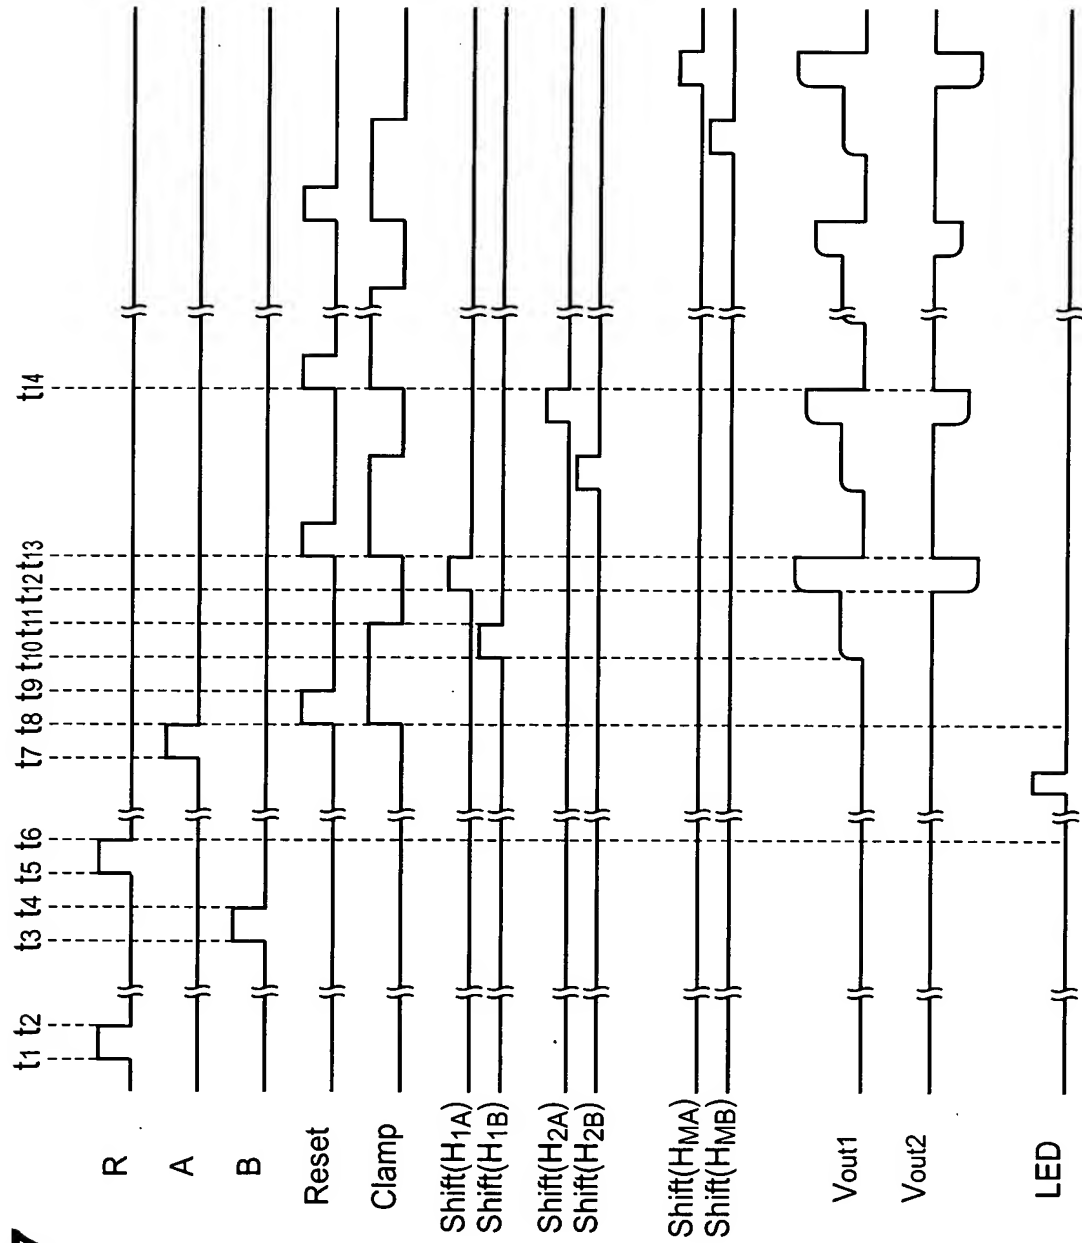 t1 t2 t3 t4 t5 t6 t7 t8 t9 t10 t11 t12 t13 t14
R
A
B
Reset
Clamp
Shift(H1A)
Shift(H1B)
Shift(H2A)
Shift(H2B)
Shift(HMA)
Shift(HMB)
Vout1
Vout2
LED